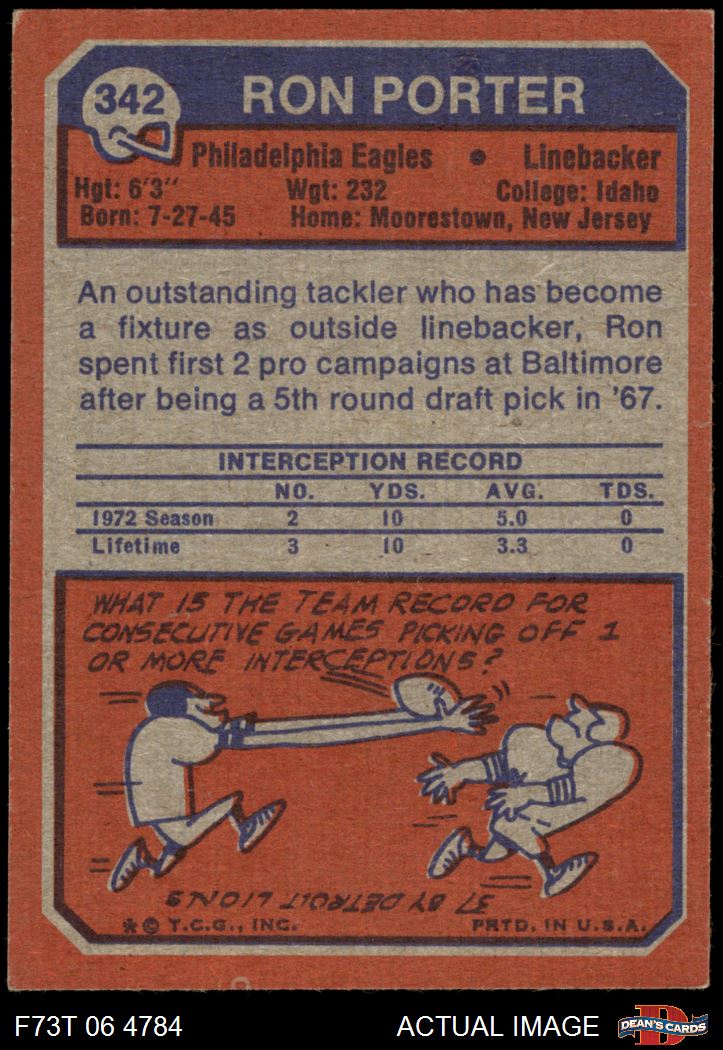 342
RON PORTER
Philadelphia Eagles • Linebacker
Hgt: 6'3" Wgt: 232 College: Idaho
Born: 7-27-45 Home: Moorestown, New Jersey
An outstanding tackler who has become
a fixture as outside linebacker, Ron
spent first 2 pro campaigns at Baltimore
after being a 5th round draft pick in '67.
INTERCEPTION RECORD
NO. YDS. AVG. TDS.
1972 Season 2 10 5.0 0
Lifetime 3 10 3.3 0
WHAT IS THE TEAM RECORD FOR
CONSECUTIVE GAMES PICKING OFF 1
OR MORE INTERCEPTIONS?
37 BY DETROIT LIONS
* © T.C.G., INC. PRTD. IN U.S.A.
F73T 06 4784 ACTUAL IMAGE
D
DEAN'S CARDS